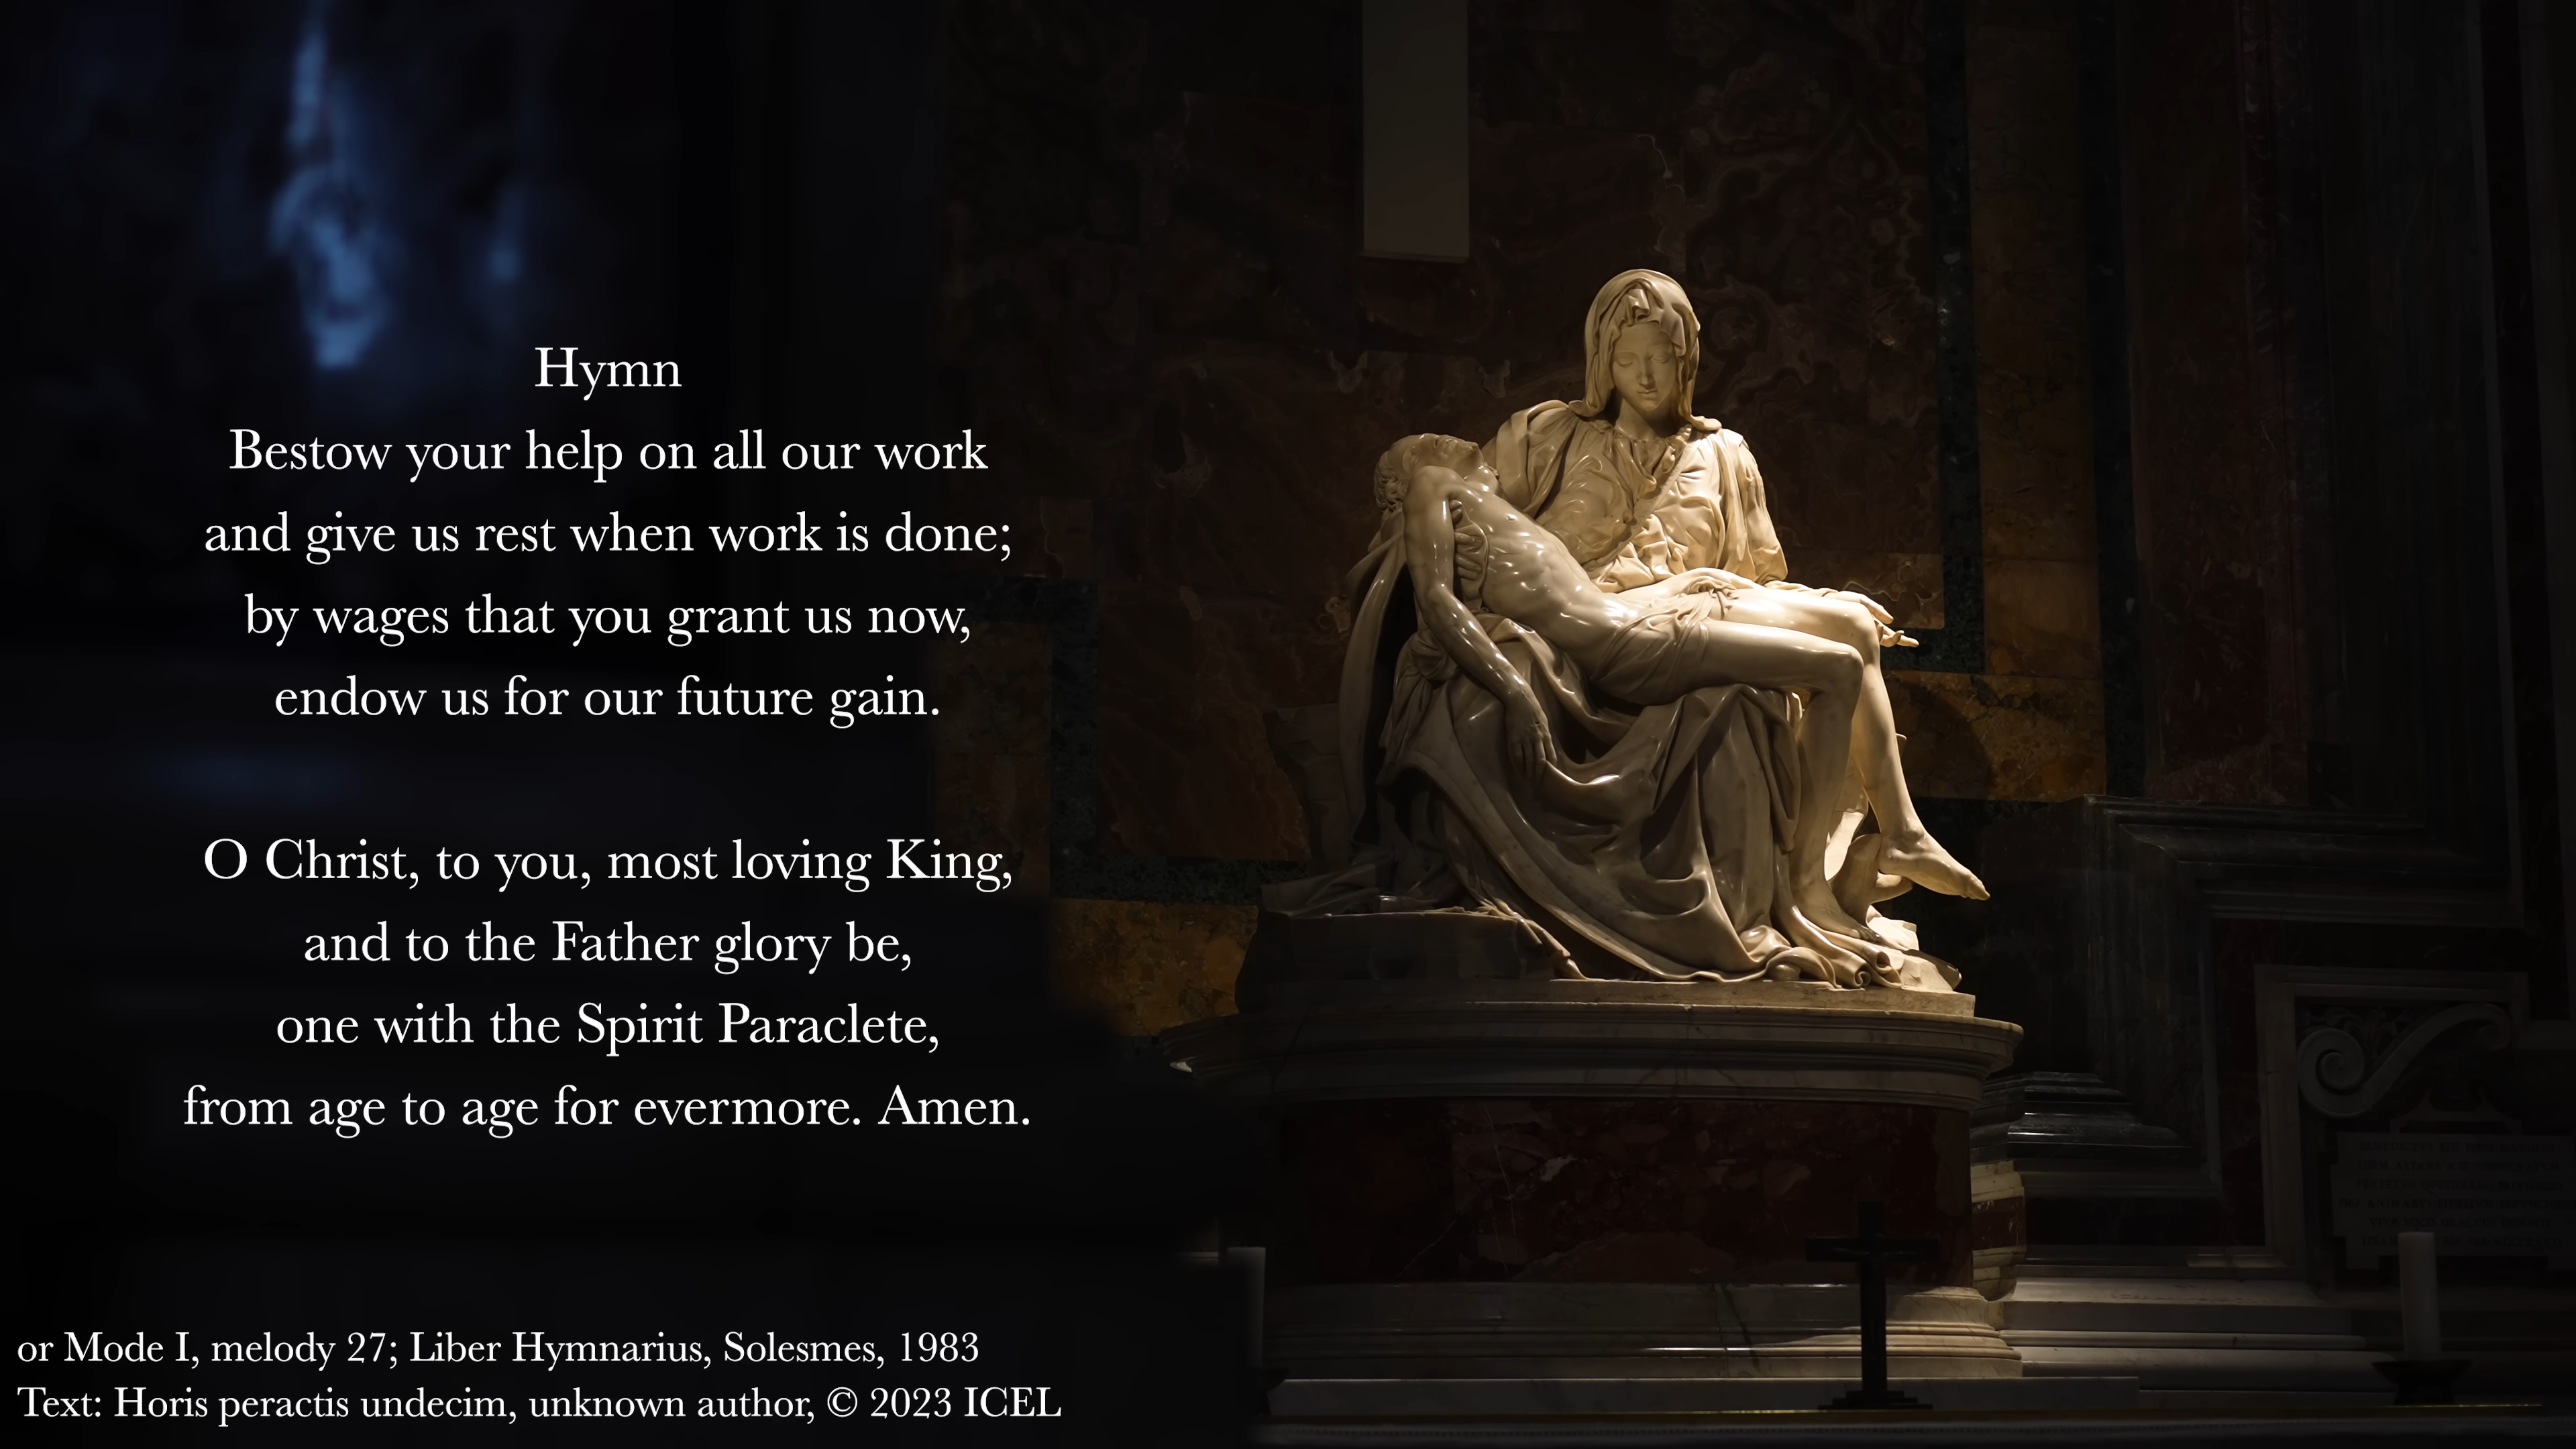 Hymn
Bestow your help on all our work
and give us rest when work is done;
by wages that you grant us now,
endow us for our future gain.
O Christ, to you, most loving King,
and to the Father glory be,
one with the Spirit Paraclete,
from age to age for evermore. Amen.
or Mode I, melody 27; Liber Hymnarius, Solesmes, 1983
Text: Horis peractis undecim, unknown author, © 2023 ICEL